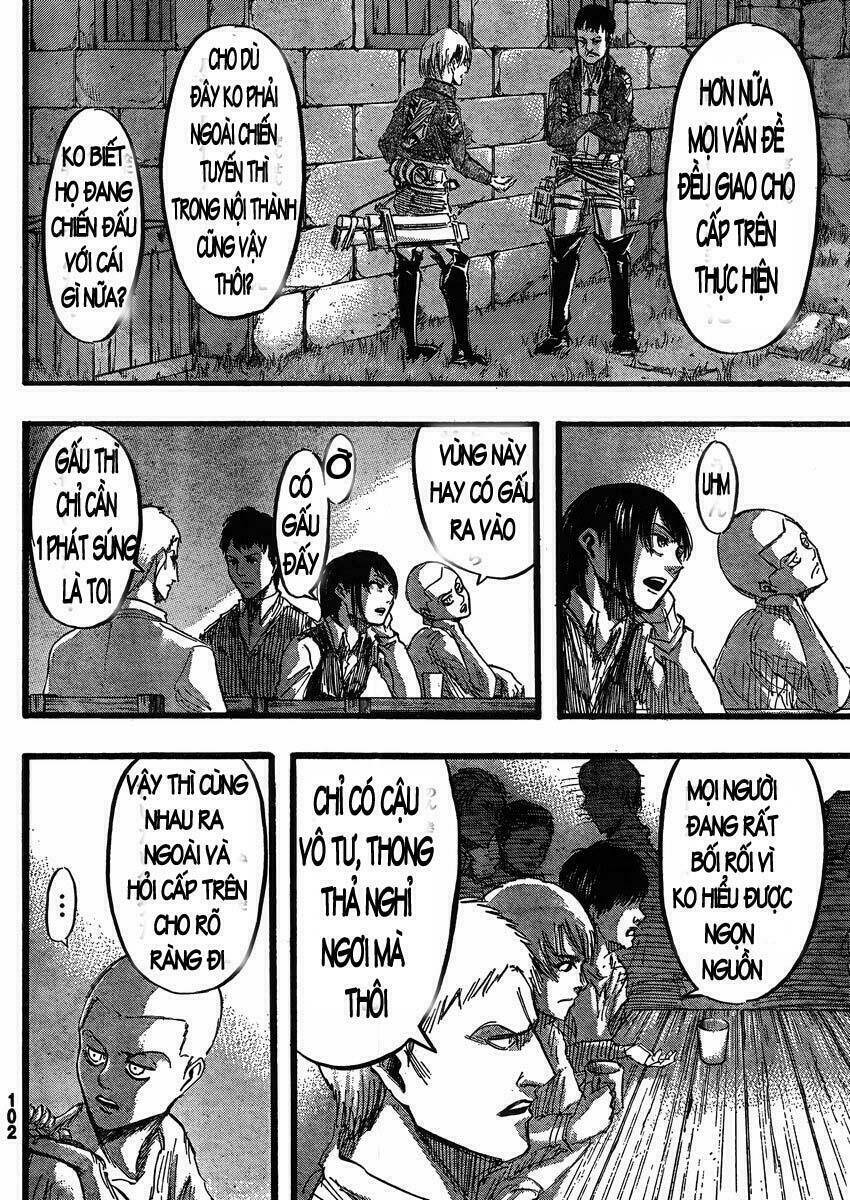 HƠN NỮA
MỌI VẤN ĐỀ
ĐỀU GIAO CHO
CẤP TRÊN
THỰC HIỆN
CHO DÙ
ĐÂY KO PHẢI
NGOÀI CHIẾN
TUYẾN THÌ
TRONG NỘI THÀNH
CŨNG VẬY
THÔI?
KO BIẾT
HỌ ĐANG
CHIẾN ĐẤU
VỚI CÁI
GÌ NỮA?
UHM
VÙNG NÀY
HAY CÓ GẤU
RA VÀO
Ờ
CÓ
GẤU
ĐẤY
GẤU THÌ
CHỈ CẦN
1 PHÁT SÚNG
LÀ TOI
MỌI NGƯỜI
ĐANG RẤT
BỐI RỐI VÌ
KO HIỂU ĐƯỢC
NGỌN
NGUỒN
CHỈ CÓ CẬU
VÔ TƯ, THONG
THẢ NGHỈ
NGƠI MÀ
THÔI
VẬY THÌ CÙNG
NHAU RA
NGOÀI VÀ
HỎI CẤP TRÊN
CHO RÕ
RÀNG ĐI
...
102